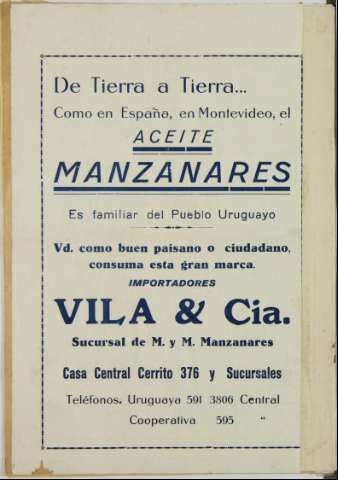 De Tierra a Tierra...
Como en España, en Montevideo, el
ACEITE
MANZANARES
Es familiar del Pueblo Uruguayo
Vd. como buen paisano o ciudadano,
consuma esta gran marca.
IMPORTADORES
VILA & Cia.
Sucursal de M. y M. Manzanares
Casa Central Cerrito 376 y Sucursales
Teléfonos, Uruguaya 591 3806 Central
Cooperativa 595 "